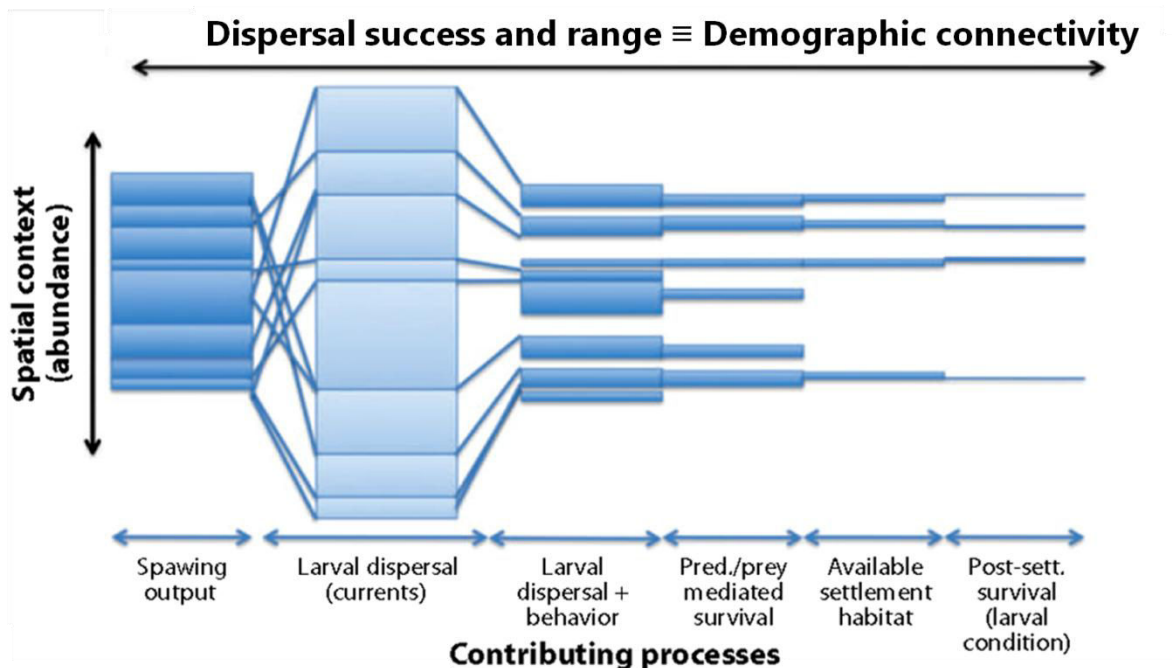 Dispersal success and range ≡ Demographic connectivity
Spatial context
(abundance)
Spawing
output
Larval dispersal
(currents)
Larval
dispersal +
behavior
Pred./prey
mediated
survival
Available
settlement
habitat
Post-sett.
survival
(larval
condition)
Contributing processes